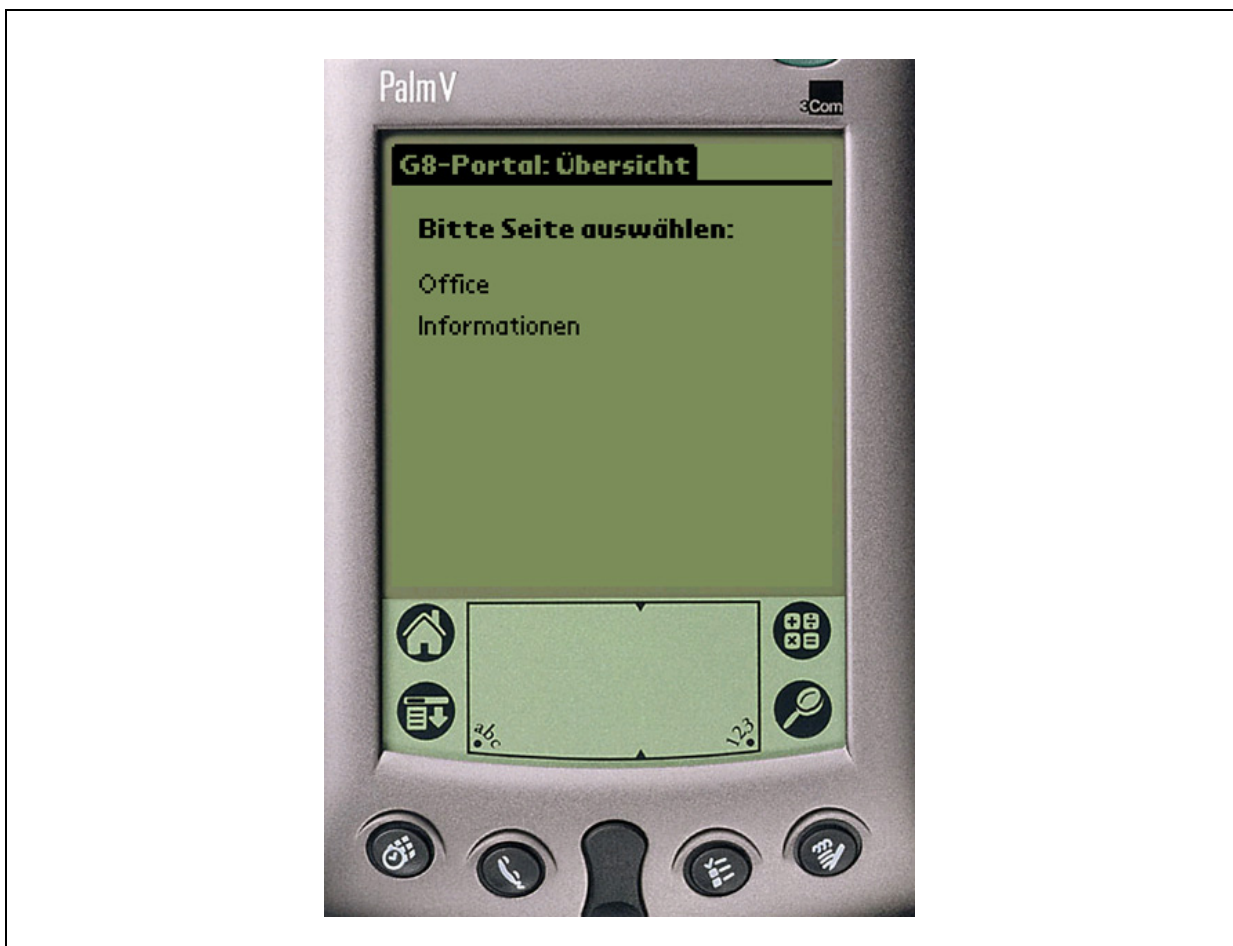 PalmV
3Com
G8-Portal: Übersicht
Bitte Seite auswählen:
Office
Informationen
abc
123